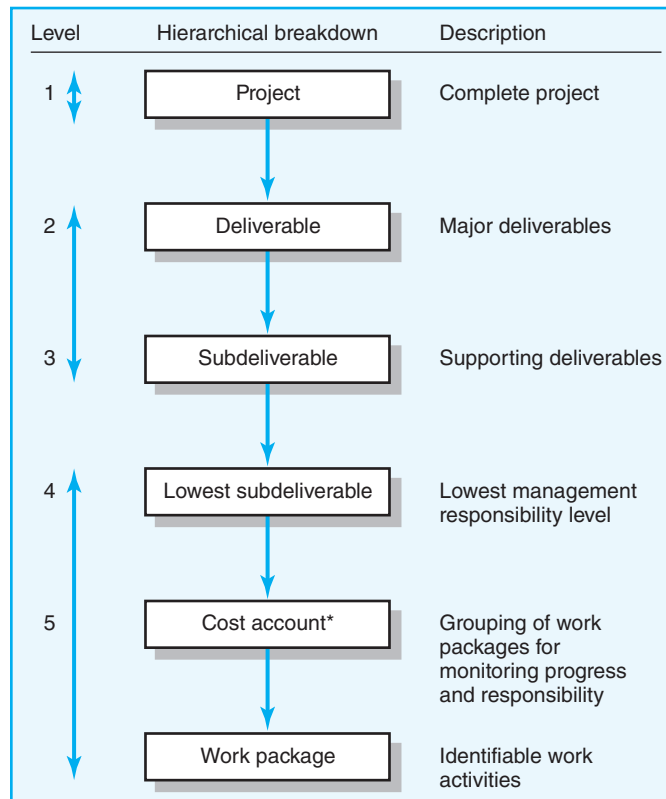 Level Hierarchical breakdown Description
1 Project Complete project
2 Deliverable Major deliverables
3 Subdeliverable Supporting deliverables
4 Lowest subdeliverable Lowest management
responsibility level
5 Cost account* Grouping of work
packages for
monitoring progress
and responsibility
Work package Identifiable work
activities